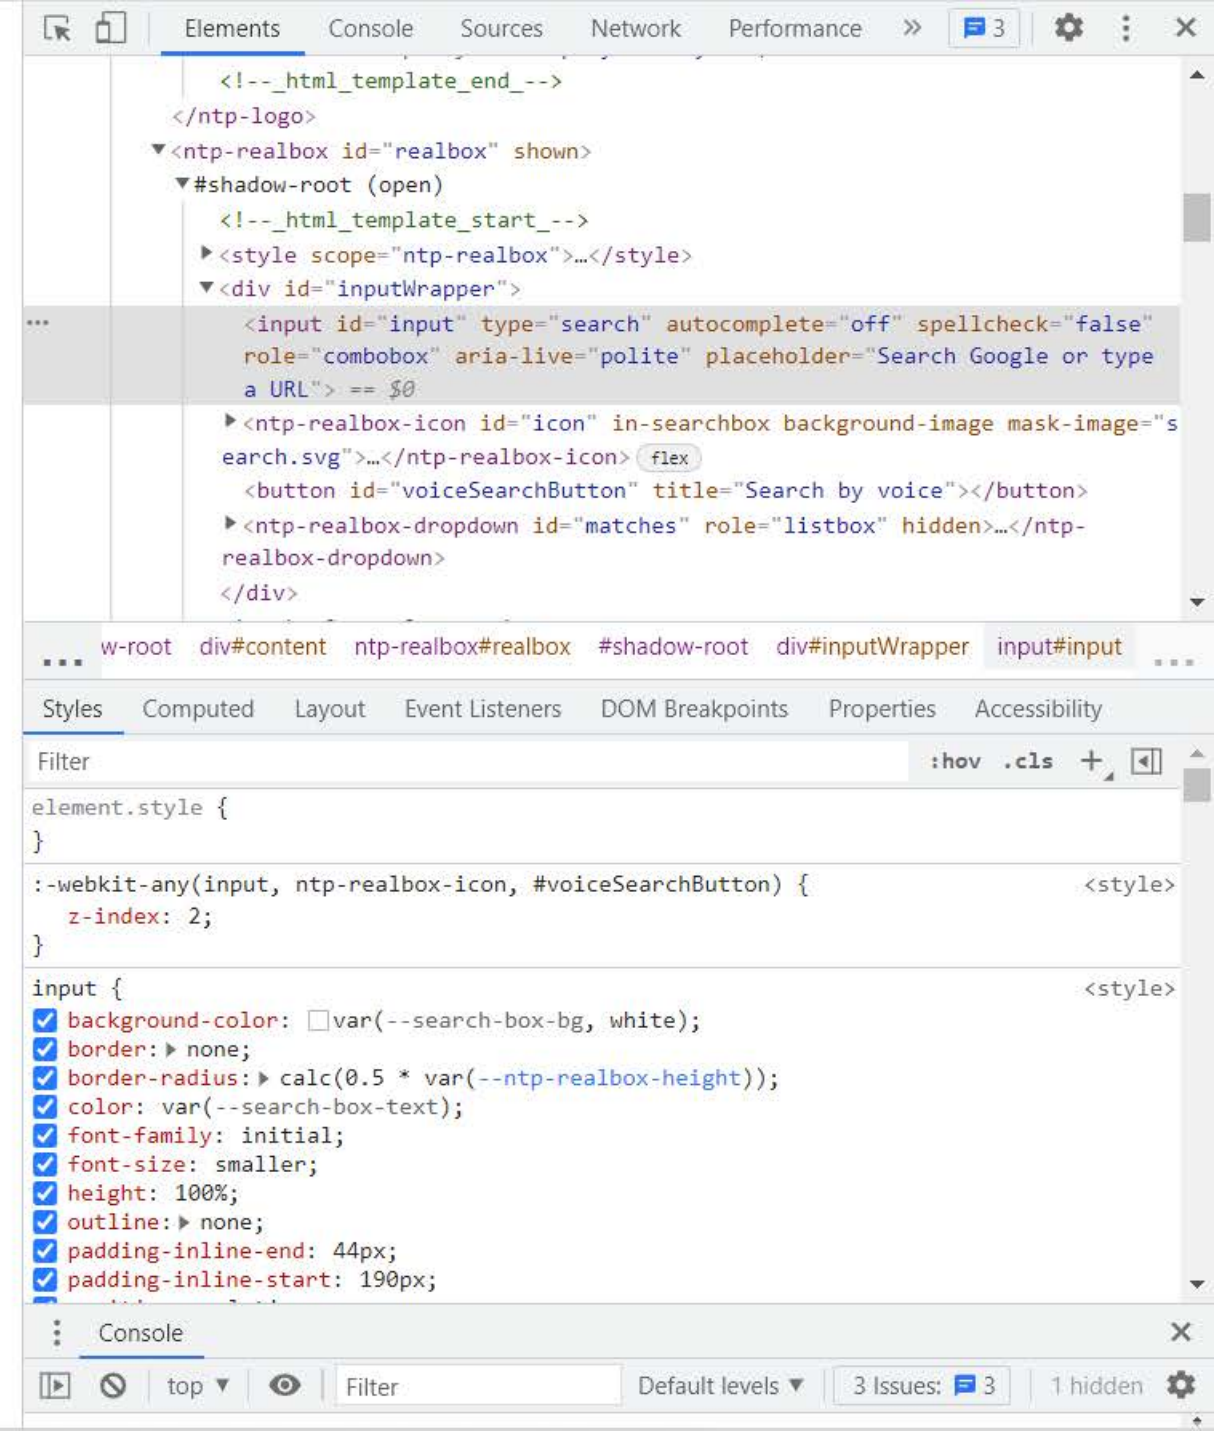 Elements Console Sources Network Performance » 3
<!--_html_template_end_-->
</ntp-logo>
▼<ntp-realbox id="realbox" shown>
▼#shadow-root (open)
<!--_html_template_start_-->
▶<style scope="ntp-realbox">…</style>
▼<div id="inputWrapper">
<input id="input" type="search" autocomplete="off" spellcheck="false"
role="combobox" aria-live="polite" placeholder="Search Google or type
a URL"> == $0
▶<ntp-realbox-icon id="icon" in-searchbox background-image mask-image="s
earch.svg">…</ntp-realbox-icon> flex
<button id="voiceSearchButton" title="Search by voice"></button>
▶<ntp-realbox-dropdown id="matches" role="listbox" hidden>…</ntp-
realbox-dropdown>
</div>
... w-root div#content ntp-realbox#realbox #shadow-root div#inputWrapper input#input ...
Styles Computed Layout Event Listeners DOM Breakpoints Properties Accessibility
Filter :hov .cls +
element.style {
}
:-webkit-any(input, ntp-realbox-icon, #voiceSearchButton) { <style>
z-index: 2;
}
input { <style>
background-color: var(--search-box-bg, white);
border:▶ none;
border-radius:▶ calc(0.5 * var(--ntp-realbox-height));
color: var(--search-box-text);
font-family: initial;
font-size: smaller;
height: 100%;
outline:▶ none;
padding-inline-end: 44px;
padding-inline-start: 190px;
Console
top ▼ Filter Default levels ▼ 3 Issues: 3 1 hidden